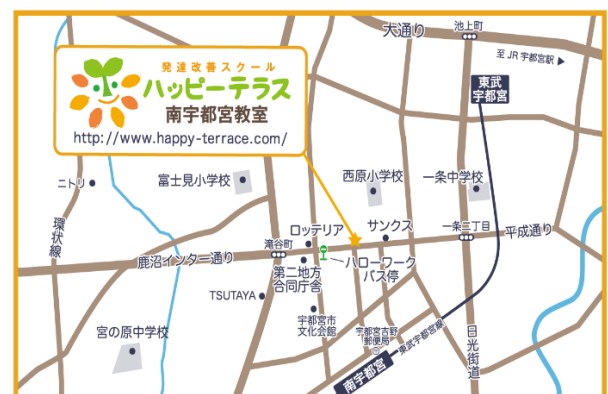 大通り
池上町
至 JR 宇都宮駅 ▶
東武
宇都宮
発達改善スクール
ハッピーテラス
南宇都宮教室
http://www.happy-terrace.com/
ニトリ
富士見小学校
西原小学校
一条中学校
環状線
鹿沼インター通り
滝谷町
ロッテリア
サンクス
一条三丁目
平成通り
ハローワーク
バス停
第二地方
合同庁舎
TSUTAYA
宇都宮市
文化会館
宇都宮吉野
郵便局
東武宇都宮線
南宇都宮
日光街道
宮の原中学校